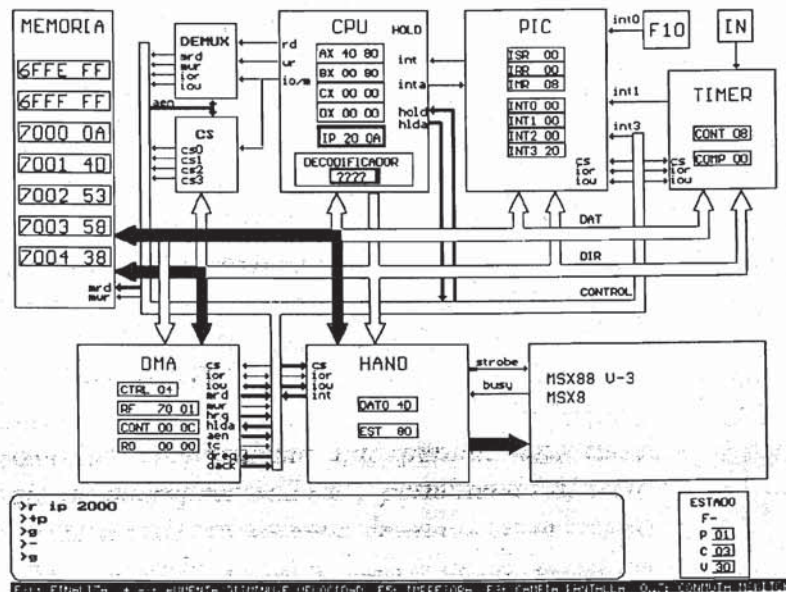 MEMORIA
6FFE FF
6FFF FF
7000 0A
7001 4D
7002 53
7003 58
7004 38
mrd
mwr
DEMUX
mrd
mwr
ior
iow
aen
CS
cs0
cs1
cs2
cs3
CPU
HOLD
rd
wr
io/m
AX 40 80
BX 00 80
CX 00 00
DX 00 00
IP 20 0A
DECODIFICADOR
????
int
inta
hold
hlda
PIC
ISR 00
IRR 00
IMR 08
INT0 00
INT1 00
INT2 00
INT3 20
int0
int1
int3
cs
ior
iow
F10
IN
TIMER
CONT 08
COMP 00
cs
ior
iow
DAT
DIR
CONTROL
DMA
CTRL 04
RF 70 01
CONT 00 0C
RD 00 00
cs
ior
iow
mrd
mwr
hrq
hlda
aen
tc
dreq
dack
HAND
cs
ior
iow
int
DATO 4D
EST 80
strobe
busy
MSX88 V-3
MSX8
>r ip 2000
>+p
>g
>-
>g
ESTADO
F-
P 01
C 03
V 30